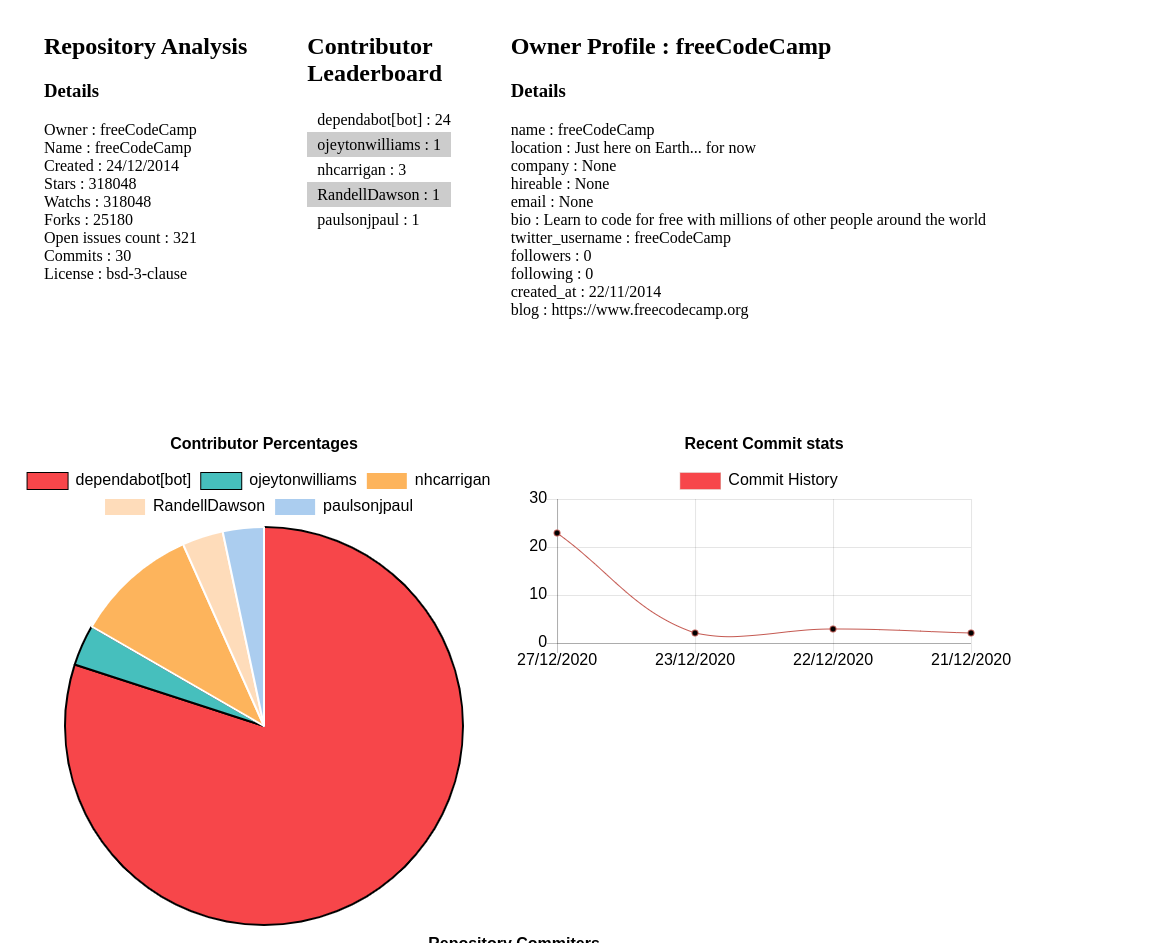 Repository Analysis
Details
Owner : freeCodeCamp
Name : freeCodeCamp
Created : 24/12/2014
Stars : 318048
Watchs : 318048
Forks : 25180
Open issues count : 321
Commits : 30
License : bsd-3-clause
Contributor
Leaderboard
dependabot[bot] : 24
ojeytonwilliams : 1
nhcarrigan : 3
RandellDawson : 1
paulsonjpaul : 1
Owner Profile : freeCodeCamp
Details
name : freeCodeCamp
location : Just here on Earth... for now
company : None
hireable : None
email : None
bio : Learn to code for free with millions of other people around the world
twitter_username : freeCodeCamp
followers : 0
following : 0
created_at : 22/11/2014
blog : https://www.freecodecamp.org
Contributor Percentages
dependabot[bot] ojeytonwilliams nhcarrigan
RandellDawson paulsonjpaul
Recent Commit stats
Commit History
30
20
10
0
27/12/2020 23/12/2020 22/12/2020 21/12/2020
Repository Commiters